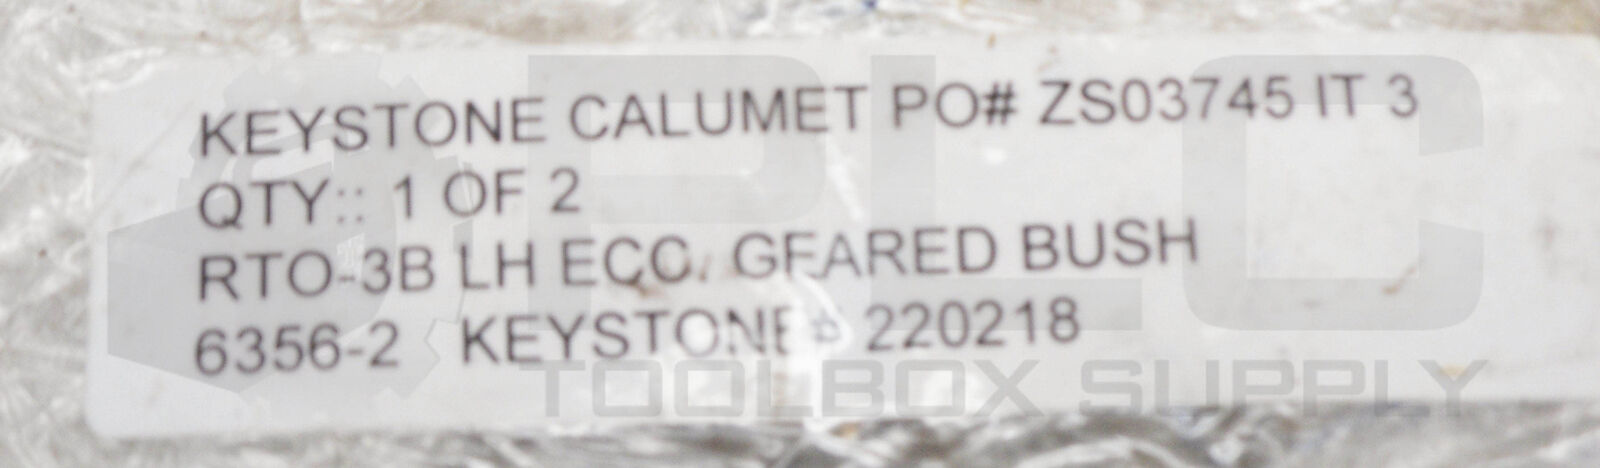 KEYSTONE CALUMET PO# ZS03745 IT 3
QTY:: 1 OF 2
RTO-3B LH ECC. GEARED BUSH
6356-2 KEYSTONE# 220218
PLC
TOOLBOX SUPPLY